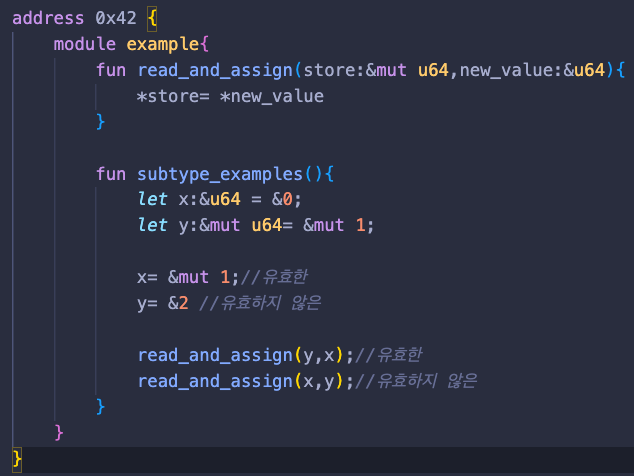 address 0x42 {
module example{
fun read_and_assign(store:&mut u64,new_value:&u64){
*store= *new_value
}
fun subtype_examples(){
let x:&u64 = &0;
let y:&mut u64= &mut 1;
x= &mut 1;//유효한
y= &2 //유효하지 않은
read_and_assign(y,x);//유효한
read_and_assign(x,y);//유효하지 않은
}
}
}